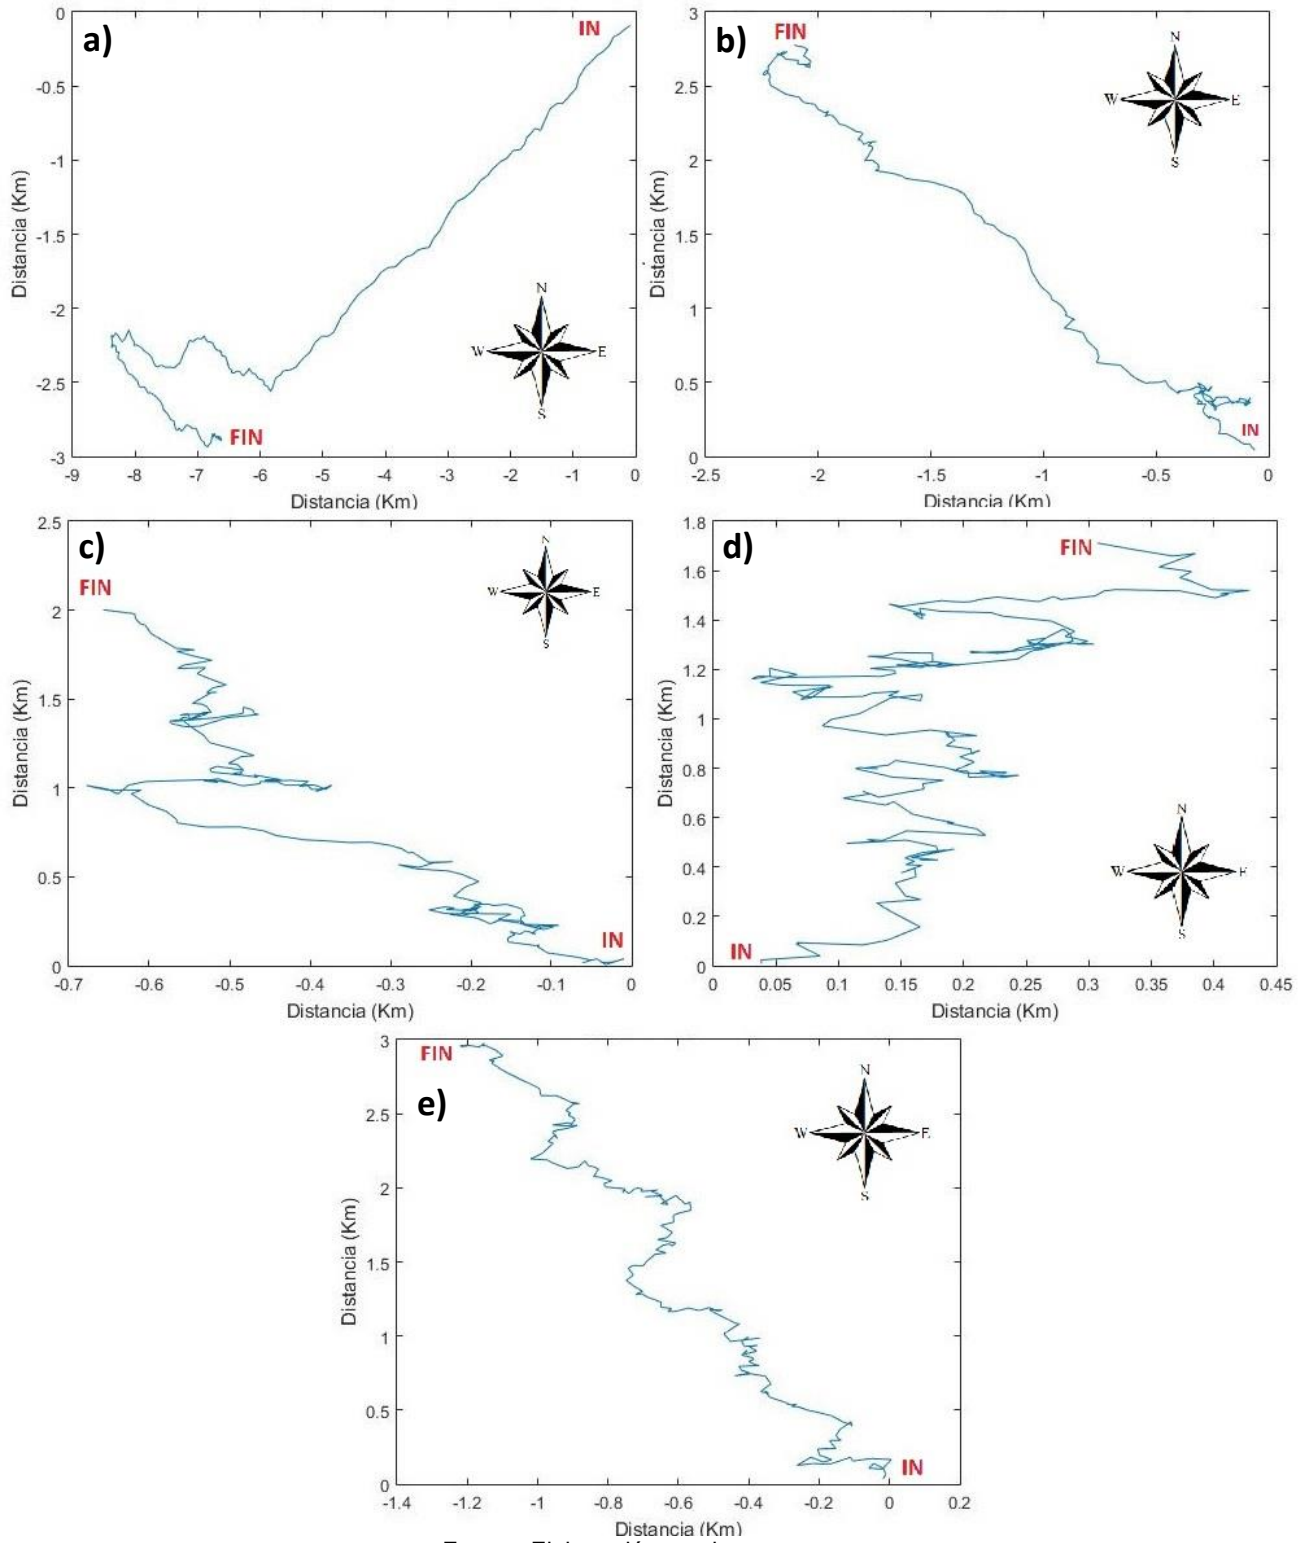 a)
IN
FIN
N
W
E
S
0
-0.5
-1
-1.5
-2
-2.5
-3
-9
-8
-7
-6
-5
-4
-3
-2
-1
0
Distancia (Km)
Distancia (Km)
b)
FIN
IN
N
W
E
S
3
2.5
2
1.5
1
0.5
0
-2.5
-2
-1.5
-1
-0.5
0
Distancia (Km)
Distancia (Km)
c)
FIN
IN
N
W
E
S
2.5
2
1.5
1
0.5
0
-0.7
-0.6
-0.5
-0.4
-0.3
-0.2
-0.1
0
Distancia (Km)
Distancia (Km)
d)
FIN
IN
N
W
E
S
1.8
1.6
1.4
1.2
1
0.8
0.6
0.4
0.2
0
0
0.05
0.1
0.15
0.2
0.25
0.3
0.35
0.4
0.45
Distancia (Km)
Distancia (Km)
e)
FIN
IN
N
W
E
S
3
2.5
2
1.5
1
0.5
0
-1.4
-1.2
-1
-0.8
-0.6
-0.4
-0.2
0
0.2
Distancia (Km)
Distancia (Km)